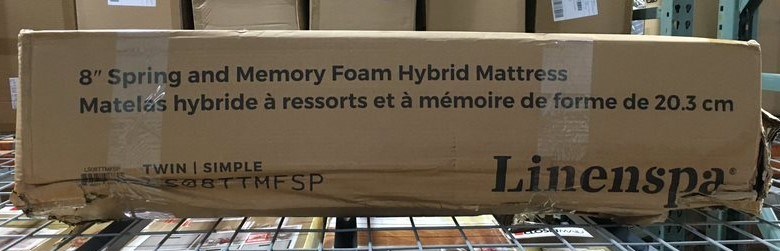 8" Spring and Memory Foam Hybrid Mattress
Matelas hybride à ressorts et à mémoire de forme de 20.3 cm
TWIN | SIMPLE
S08TTMFSP
Linenspa®